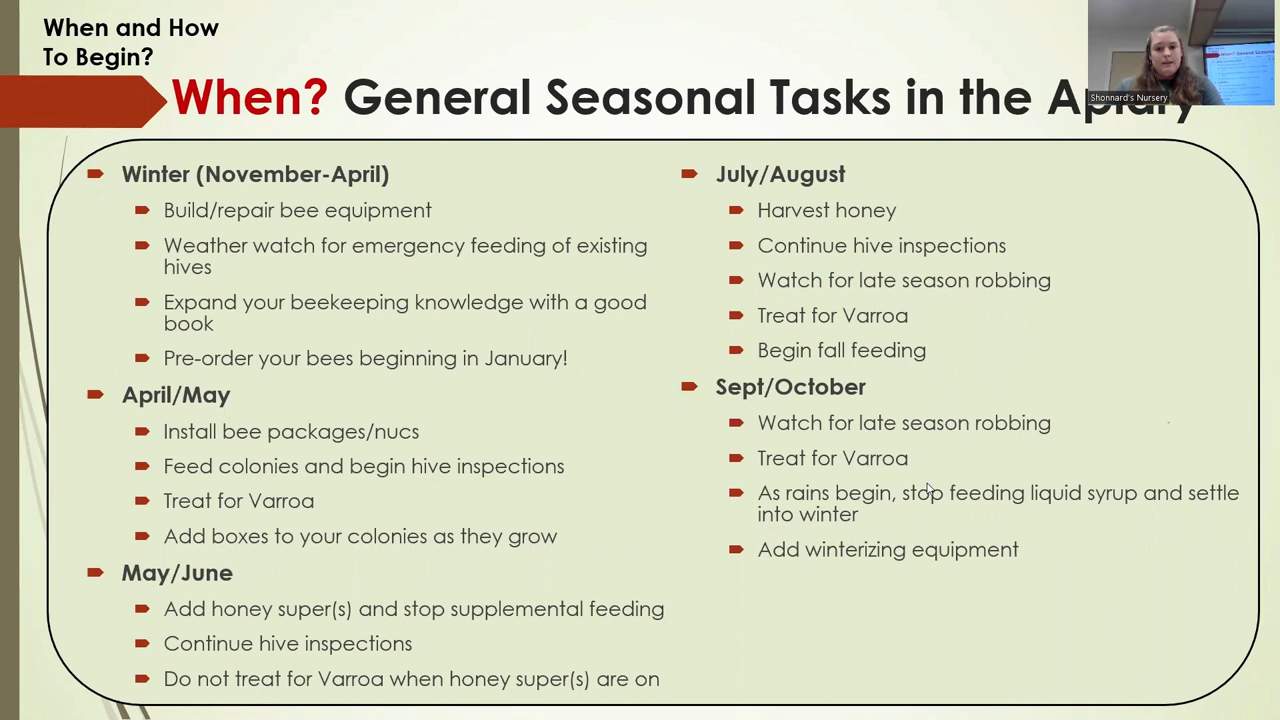 When and How
To Begin?
When? General Seasonal Tasks in the Apiary
Shonnard's Nursery
Winter (November-April)
Build/repair bee equipment
Weather watch for emergency feeding of existing
hives
Expand your beekeeping knowledge with a good
book
Pre-order your bees beginning in January!
April/May
Install bee packages/nucs
Feed colonies and begin hive inspections
Treat for Varroa
Add boxes to your colonies as they grow
May/June
Add honey super(s) and stop supplemental feeding
Continue hive inspections
Do not treat for Varroa when honey super(s) are on
July/August
Harvest honey
Continue hive inspections
Watch for late season robbing
Treat for Varroa
Begin fall feeding
Sept/October
Watch for late season robbing
Treat for Varroa
As rains begin, stop feeding liquid syrup and settle
into winter
Add winterizing equipment